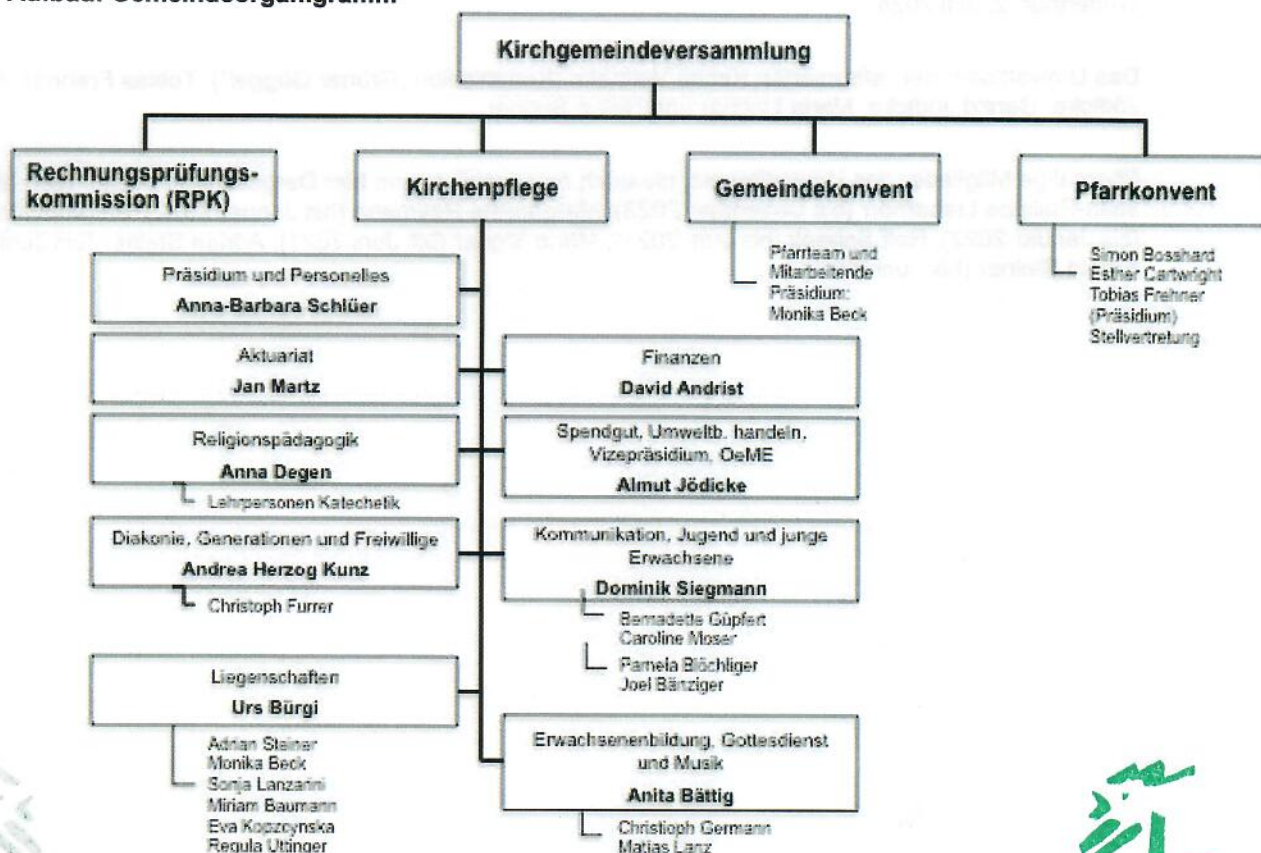 Kirchgemeindeversammlung
Rechnungsprüfungs-
kommission (RPK)
Kirchenpflege
Gemeindekonvent
Pfarrkonvent
Pfarrteam und
Mitarbeitende
Präsidium:
Monika Beck
Simon Bosshard
Esther Cartwright
Tobias Frehner
(Präsidium)
Stellvertretung
Präsidium und Personelles
Anna-Barbara Schlüer
Aktuariat
Jan Martz
Finanzen
David Andrist
Religionspädagogik
Anna Degen
Lehrpersonen Katechetik
Spendgut, Umweltb. handeln,
Vizepräsidium, OeME
Almut Jödicke
Diakonie, Generationen und Freiwillige
Andrea Herzog Kunz
Christoph Furrer
Kommunikation, Jugend und junge
Erwachsene
Dominik Siegmann
Bernadette Güpfert
Caroline Moser
Pamela Blöchliger
Joel Bänziger
Liegenschaften
Urs Bürgi
Adrian Steiner
Monika Beck
Sonja Lanzarini
Miriam Baumann
Eva Kopzcynska
Regula Uttinger
Erwachsenenbildung, Gottesdienst
und Musik
Anita Bättig
Christioph Germann
Matias Lanz